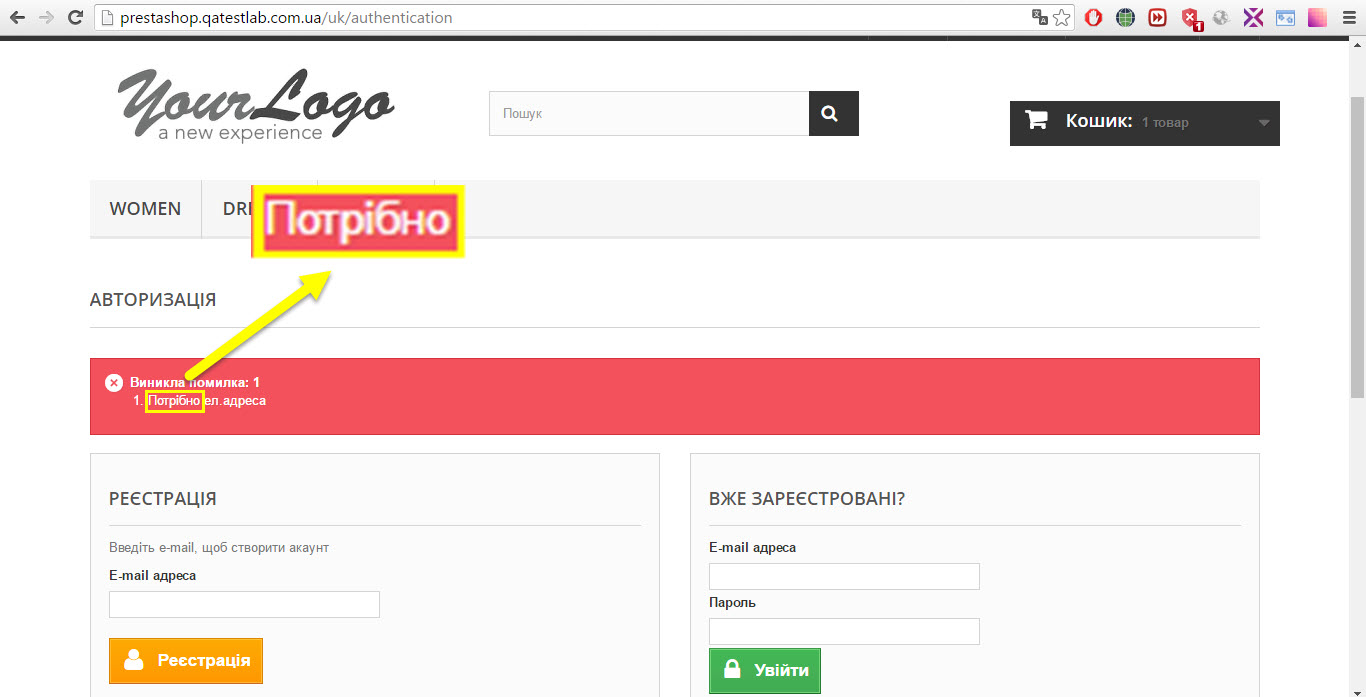 prestashop.qatestlab.com.ua/uk/authentication
1
YourLogo
a new experience
Пошук
Кошик: 1 товар
WOMEN
Потрібно
АВТОРИЗАЦІЯ
Виникла помилка: 1
1. Потрібно ел.адреса
РЕЄСТРАЦІЯ
Введіть e-mail, щоб створити акаунт
E-mail адреса
Реєстрація
ВЖЕ ЗАРЕЄСТРОВАНІ?
E-mail адреса
Пароль
Увійти